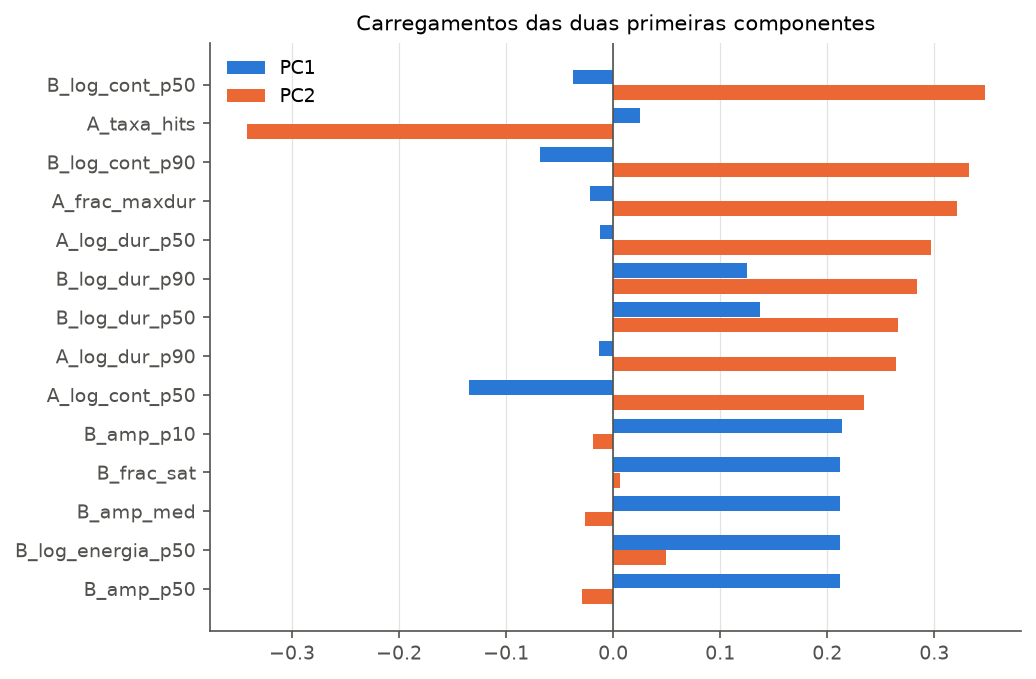 Carregamentos das duas primeiras componentes
PC1
PC2
B_log_cont_p50
A_taxa_hits
B_log_cont_p90
A_frac_maxdur
A_log_dur_p50
B_log_dur_p90
B_log_dur_p50
A_log_dur_p90
A_log_cont_p50
B_amp_p10
B_frac_sat
B_amp_med
B_log_energia_p50
B_amp_p50
−0.3 −0.2 −0.1 0.0 0.1 0.2 0.3